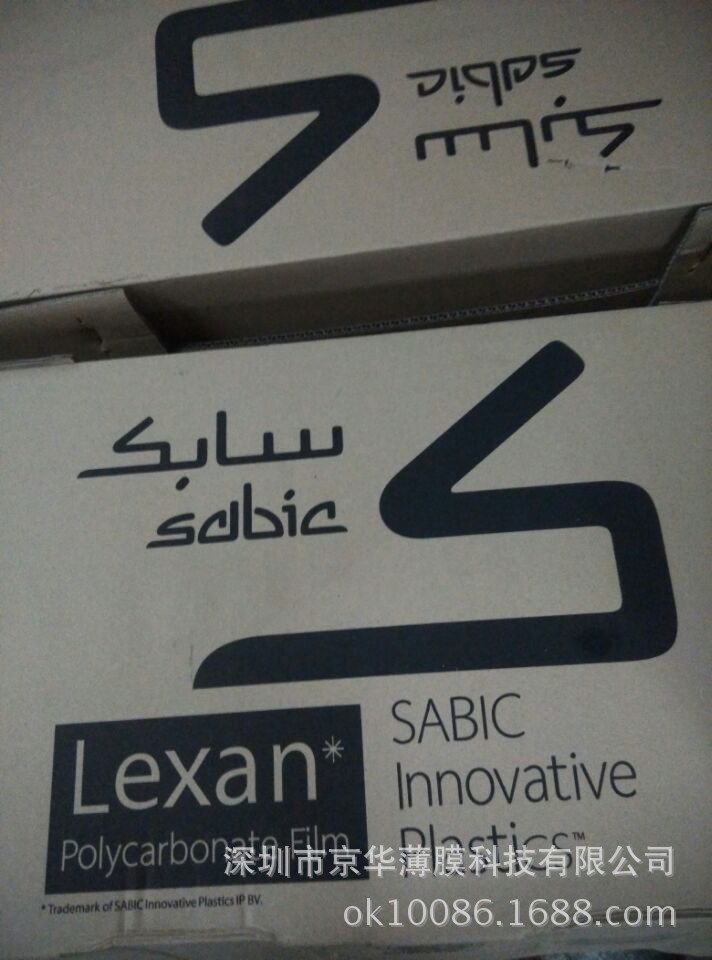 sabic
سابك
سابك
sabic
Lexan*
Polycarbonate Film
SABIC
Innovative
Plastics™
* Trademark of SABIC Innovative Plastics IP BV.
深圳市京华薄膜科技有限公司
ok10086.1688.com